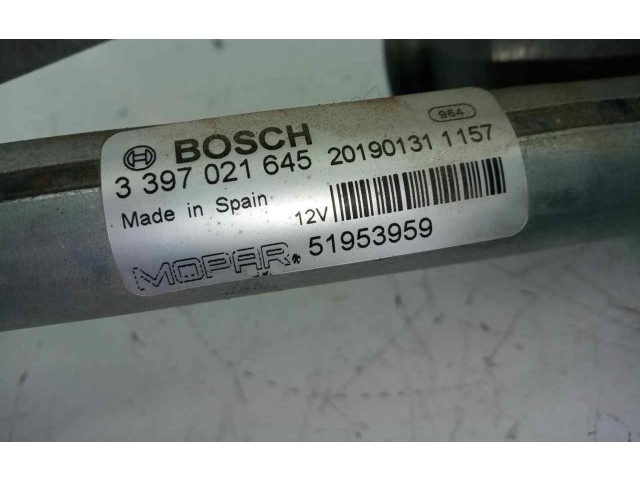 984
BOSCH
3 397 021 645 20190131 1157
Made in Spain 12V
MOPAR. 51953959